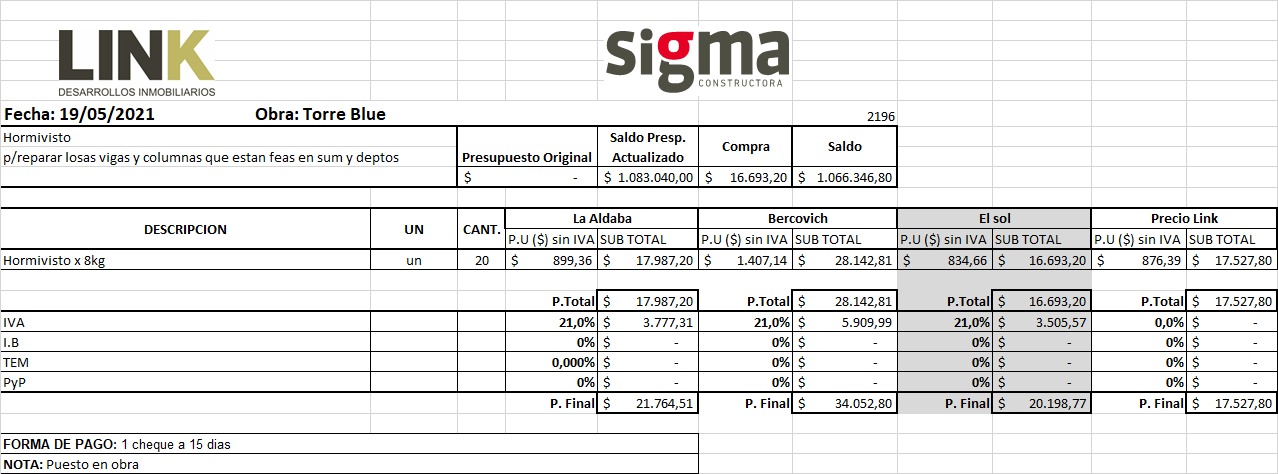 LINK
DESARROLLOS INMOBILIARIOS
sigma
CONSTRUCTORA
Fecha: 19/05/2021 Obra: Torre Blue 2196
Hormivisto
p/reparar losas vigas y columnas que estan feas en sum y deptos
Presupuesto Original Saldo Presp. Actualizado Compra Saldo
$ - $ 1.083.040,00 $ 16.693,20 $ 1.066.346,80
DESCRIPCION UN CANT. La Aldaba Bercovich El sol Precio Link
P.U ($) sin IVA SUB TOTAL P.U ($) sin IVA SUB TOTAL P.U ($) sin IVA SUB TOTAL P.U ($) sin IVA SUB TOTAL
Hormivisto x 8kg un 20 $ 899,36 $ 17.987,20 $ 1.407,14 $ 28.142,81 $ 834,66 $ 16.693,20 $ 876,39 $ 17.527,80
P.Total $ 17.987,20 P.Total $ 28.142,81 P.Total $ 16.693,20 P.Total $ 17.527,80
IVA 21,0% $ 3.777,31 21,0% $ 5.909,99 21,0% $ 3.505,57 0,0% $ -
I.B 0% $ - 0% $ - 0% $ - 0% $ -
TEM 0,000% $ - 0% $ - 0% $ - 0% $ -
PyP 0% $ - 0% $ - 0% $ - 0% $ -
P. Final $ 21.764,51 P. Final $ 34.052,80 P. Final $ 20.198,77 P. Final $ 17.527,80
FORMA DE PAGO: 1 cheque a 15 dias
NOTA: Puesto en obra